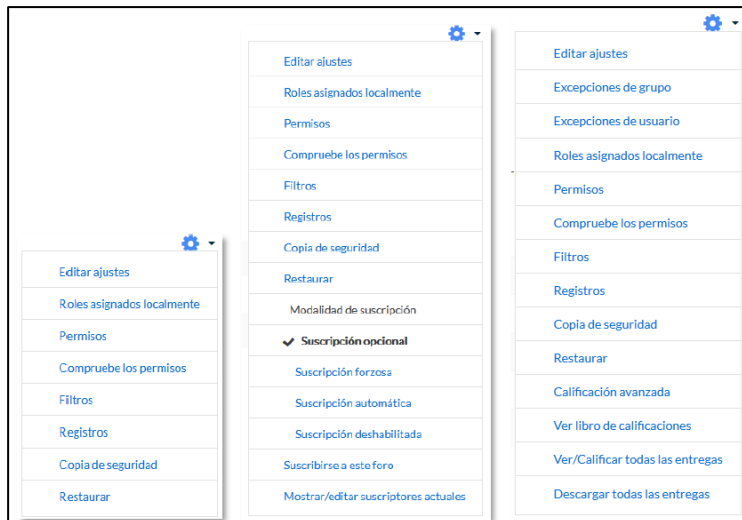 Editar ajustes
Roles asignados localmente
Permisos
Compruebe los permisos
Filtros
Registros
Copia de seguridad
Restaurar
Editar ajustes
Roles asignados localmente
Permisos
Compruebe los permisos
Filtros
Registros
Copia de seguridad
Restaurar
Modalidad de suscripción
Suscripción opcional
Suscripción forzosa
Suscripción automática
Suscripción deshabilitada
Suscribirse a este foro
Mostrar/editar suscriptores actuales
Editar ajustes
Excepciones de grupo
Excepciones de usuario
Roles asignados localmente
Permisos
Compruebe los permisos
Filtros
Registros
Copia de seguridad
Restaurar
Calificación avanzada
Ver libro de calificaciones
Ver/Calificar todas las entregas
Descargar todas las entregas